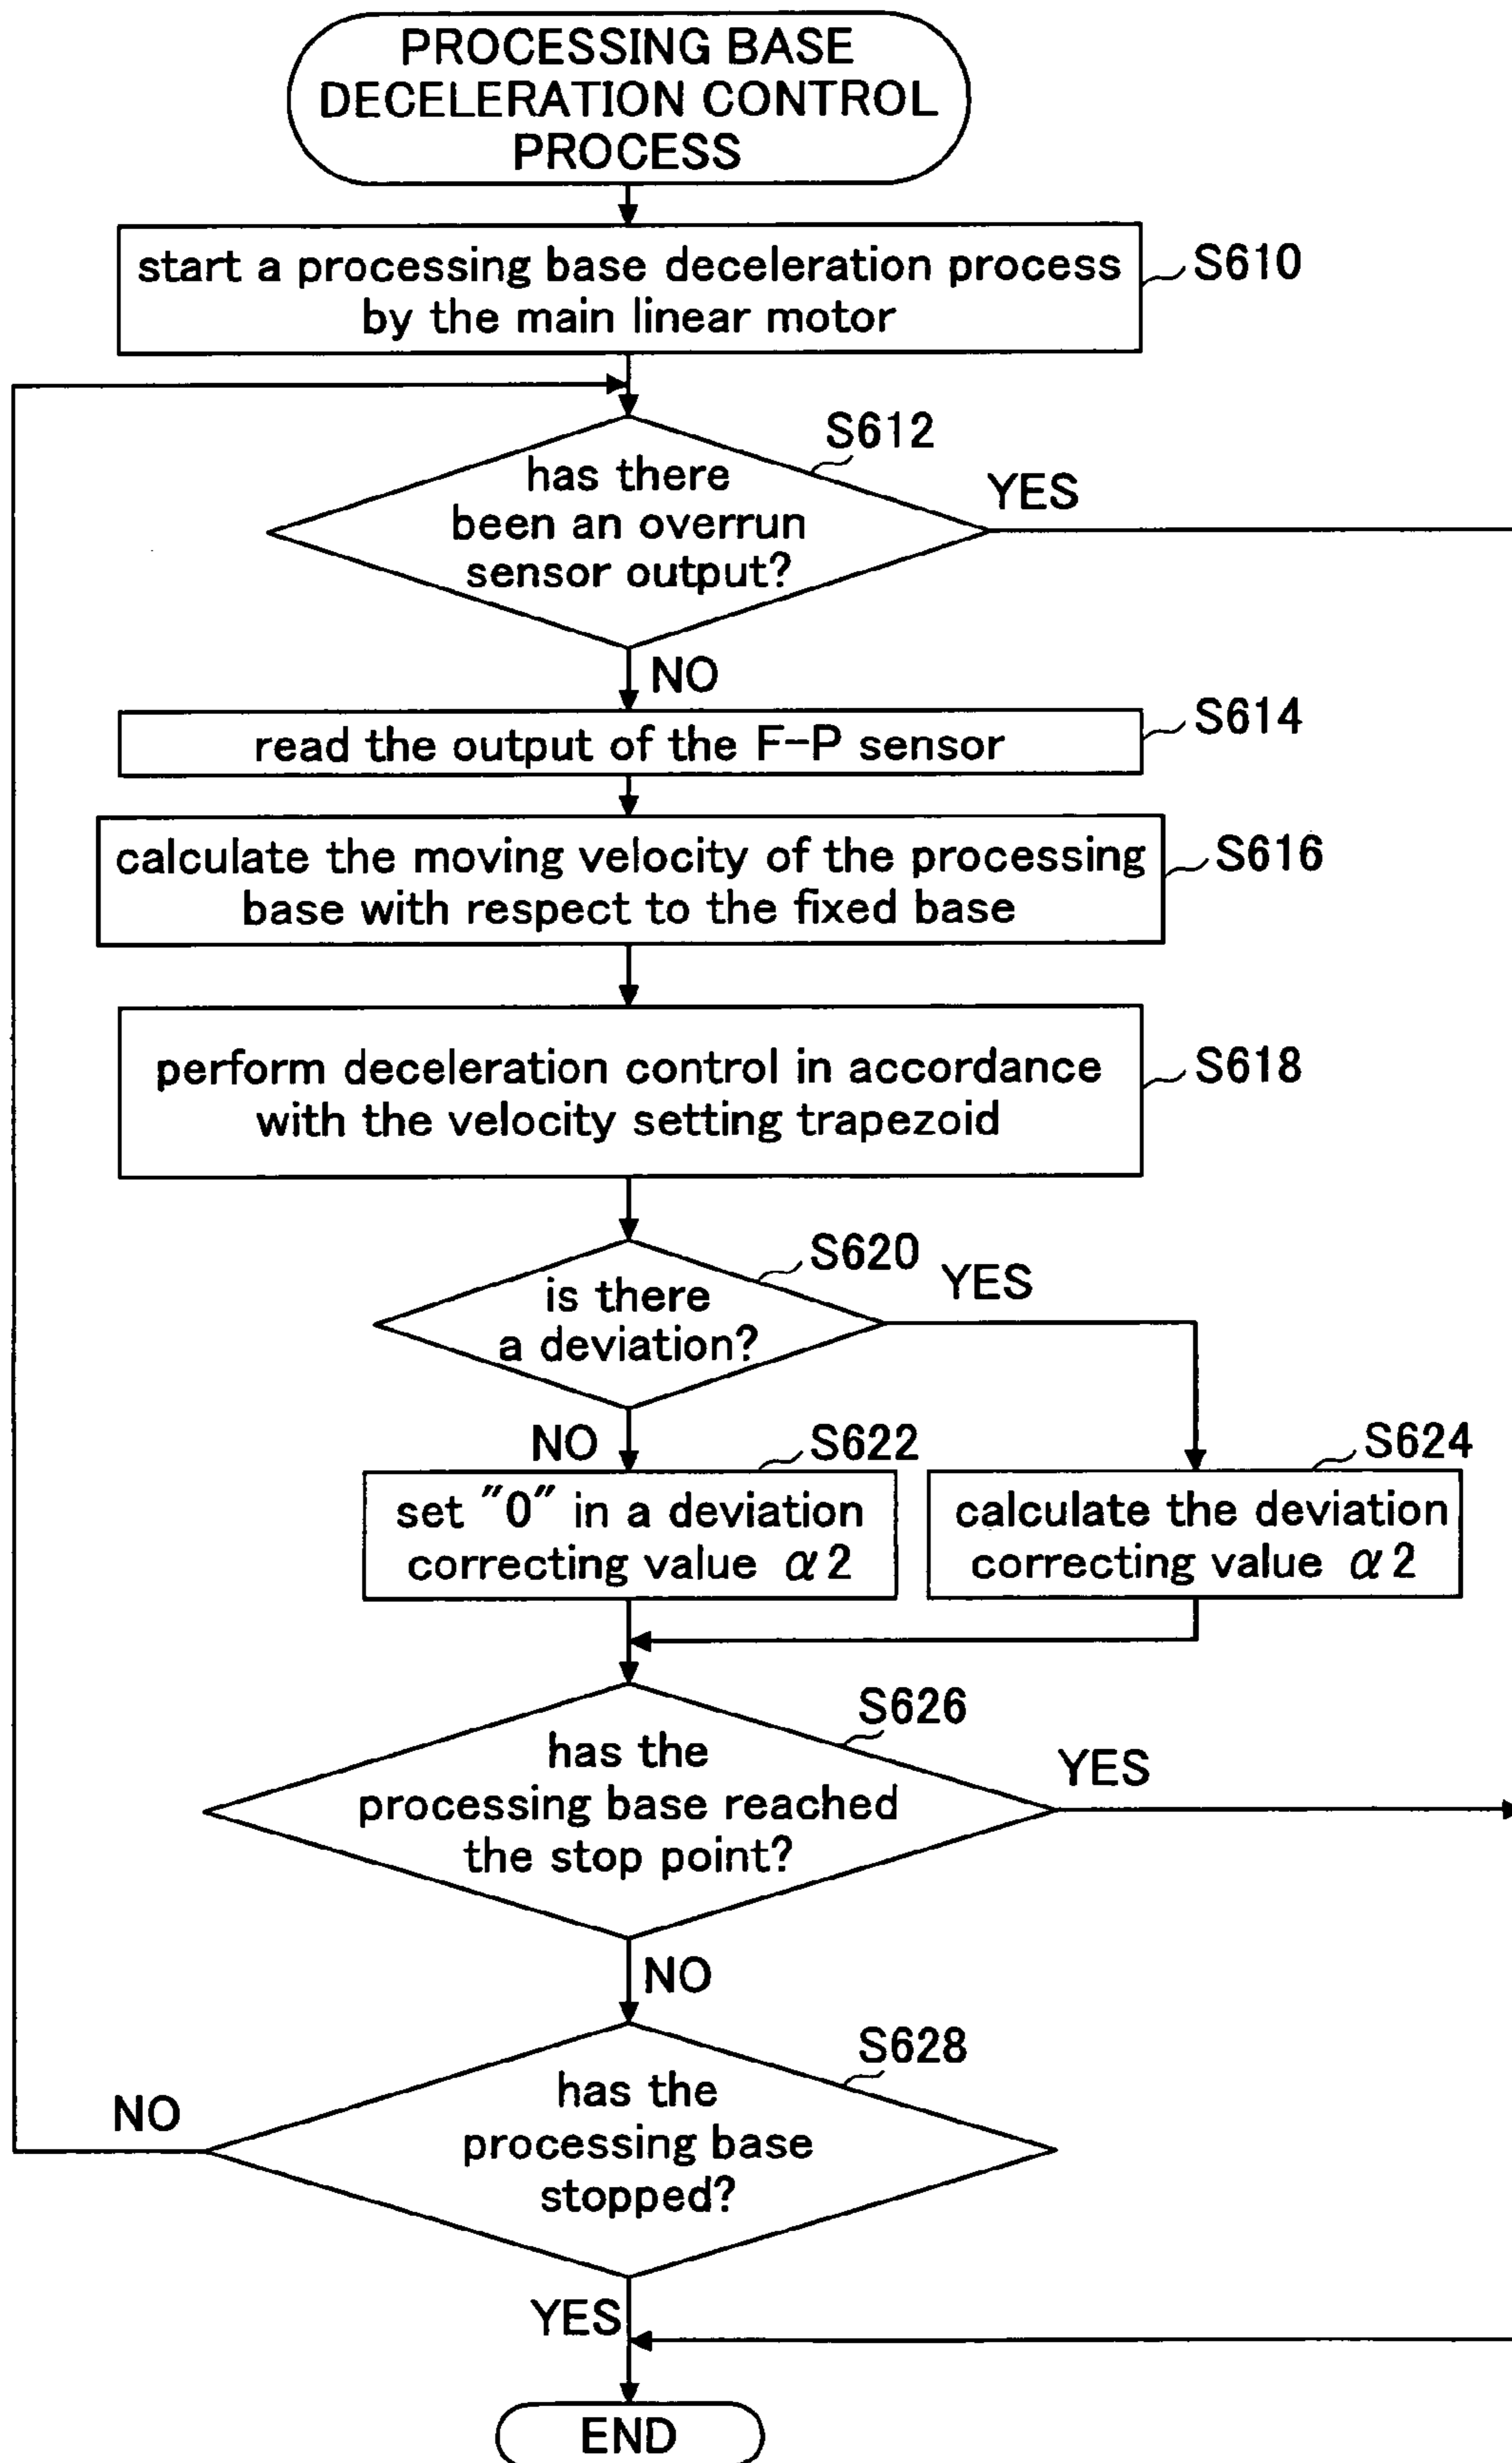 PROCESSING BASE
DECELERATION CONTROL
PROCESS
start a processing base deceleration process
by the main linear motor
S610
S612
has there
been an overrun
sensor output?
YES
NO
read the output of the F-P sensor
S614
calculate the moving velocity of the processing
base with respect to the fixed base
S616
perform deceleration control in accordance
with the velocity setting trapezoid
S618
S620
is there
a deviation?
YES
NO
S622
set "0" in a deviation
correcting value α2
S624
calculate the deviation
correcting value α2
S626
has the
processing base reached
the stop point?
YES
NO
S628
has the
processing base
stopped?
NO
YES
END